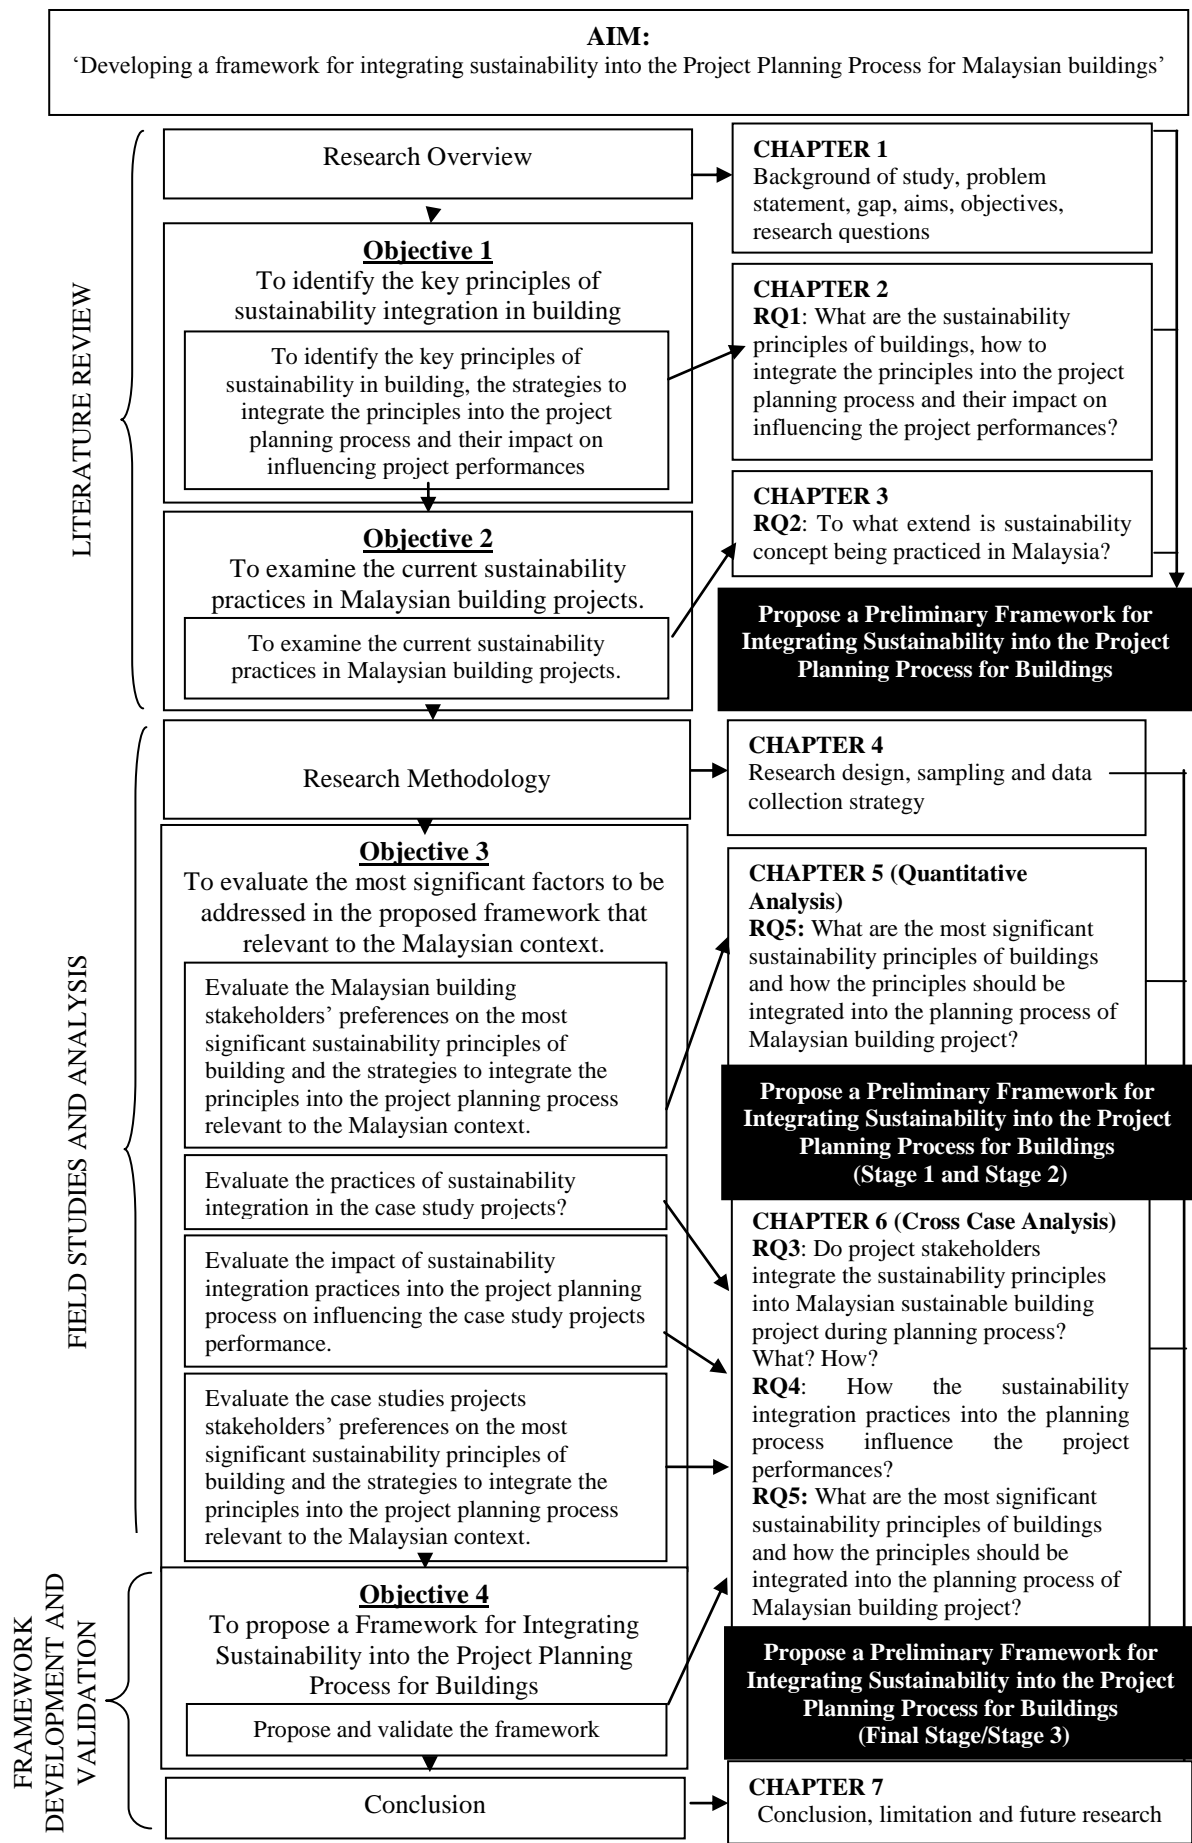 AIM:
‘Developing a framework for integrating sustainability into the Project Planning Process for Malaysian buildings’
LITERATURE REVIEW
Research Overview
CHAPTER 1
Background of study, problem
statement, gap, aims, objectives,
research questions
Objective 1
To identify the key principles of
sustainability integration in building
To identify the key principles of
sustainability in building, the strategies to
integrate the principles into the project
planning process and their impact on
influencing project performances
CHAPTER 2
RQ1: What are the sustainability
principles of buildings, how to
integrate the principles into the project
planning process and their impact on
influencing the project performances?
Objective 2
To examine the current sustainability
practices in Malaysian building projects.
To examine the current sustainability
practices in Malaysian building projects.
CHAPTER 3
RQ2: To what extend is sustainability
concept being practiced in Malaysia?
Propose a Preliminary Framework for
Integrating Sustainability into the Project
Planning Process for Buildings
FIELD STUDIES AND ANALYSIS
Research Methodology
CHAPTER 4
Research design, sampling and data
collection strategy
Objective 3
To evaluate the most significant factors to be
addressed in the proposed framework that
relevant to the Malaysian context.
Evaluate the Malaysian building
stakeholders’ preferences on the most
significant sustainability principles of
building and the strategies to integrate the
principles into the project planning process
relevant to the Malaysian context.
Evaluate the practices of sustainability
integration in the case study projects?
Evaluate the impact of sustainability
integration practices into the project planning
process on influencing the case study projects
performance.
Evaluate the case studies projects
stakeholders’ preferences on the most
significant sustainability principles of
building and the strategies to integrate the
principles into the project planning process
relevant to the Malaysian context.
CHAPTER 5 (Quantitative
Analysis)
RQ5: What are the most significant
sustainability principles of buildings
and how the principles should be
integrated into the planning process of
Malaysian building project?
Propose a Preliminary Framework for
Integrating Sustainability into the Project
Planning Process for Buildings
(Stage 1 and Stage 2)
CHAPTER 6 (Cross Case Analysis)
RQ3: Do project stakeholders
integrate the sustainability principles
into Malaysian sustainable building
project during planning process?
What? How?
RQ4: How the sustainability
integration practices into the planning
process influence the project
performances?
RQ5: What are the most significant
sustainability principles of buildings
and how the principles should be
integrated into the planning process of
Malaysian building project?
FRAMEWORK
DEVELOPMENT AND
VALIDATION
Objective 4
To propose a Framework for Integrating
Sustainability into the Project Planning
Process for Buildings
Propose and validate the framework
Propose a Preliminary Framework for
Integrating Sustainability into the Project
Planning Process for Buildings
(Final Stage/Stage 3)
Conclusion
CHAPTER 7
Conclusion, limitation and future research